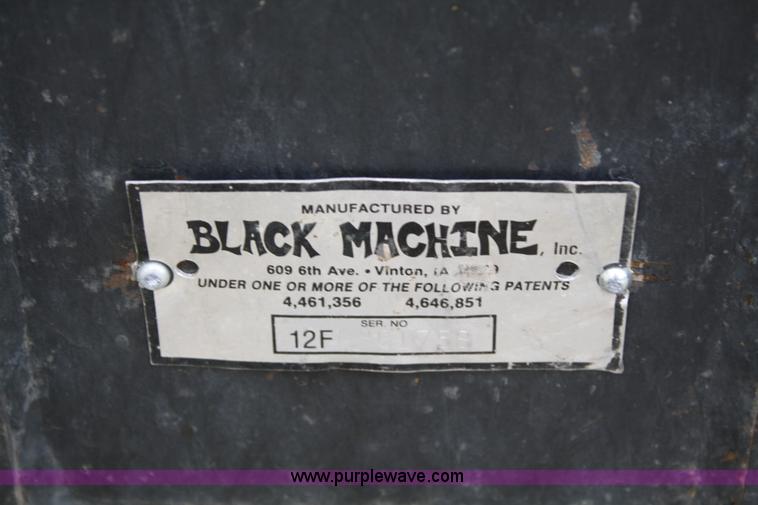 MANUFACTURED BY
BLACK MACHINE, Inc.
609 6th Ave. • Vinton, IA
UNDER ONE OR MORE OF THE FOLLOWING PATENTS
4,461,356 4,646,851
SER. NO
12F
www.purplewave.com